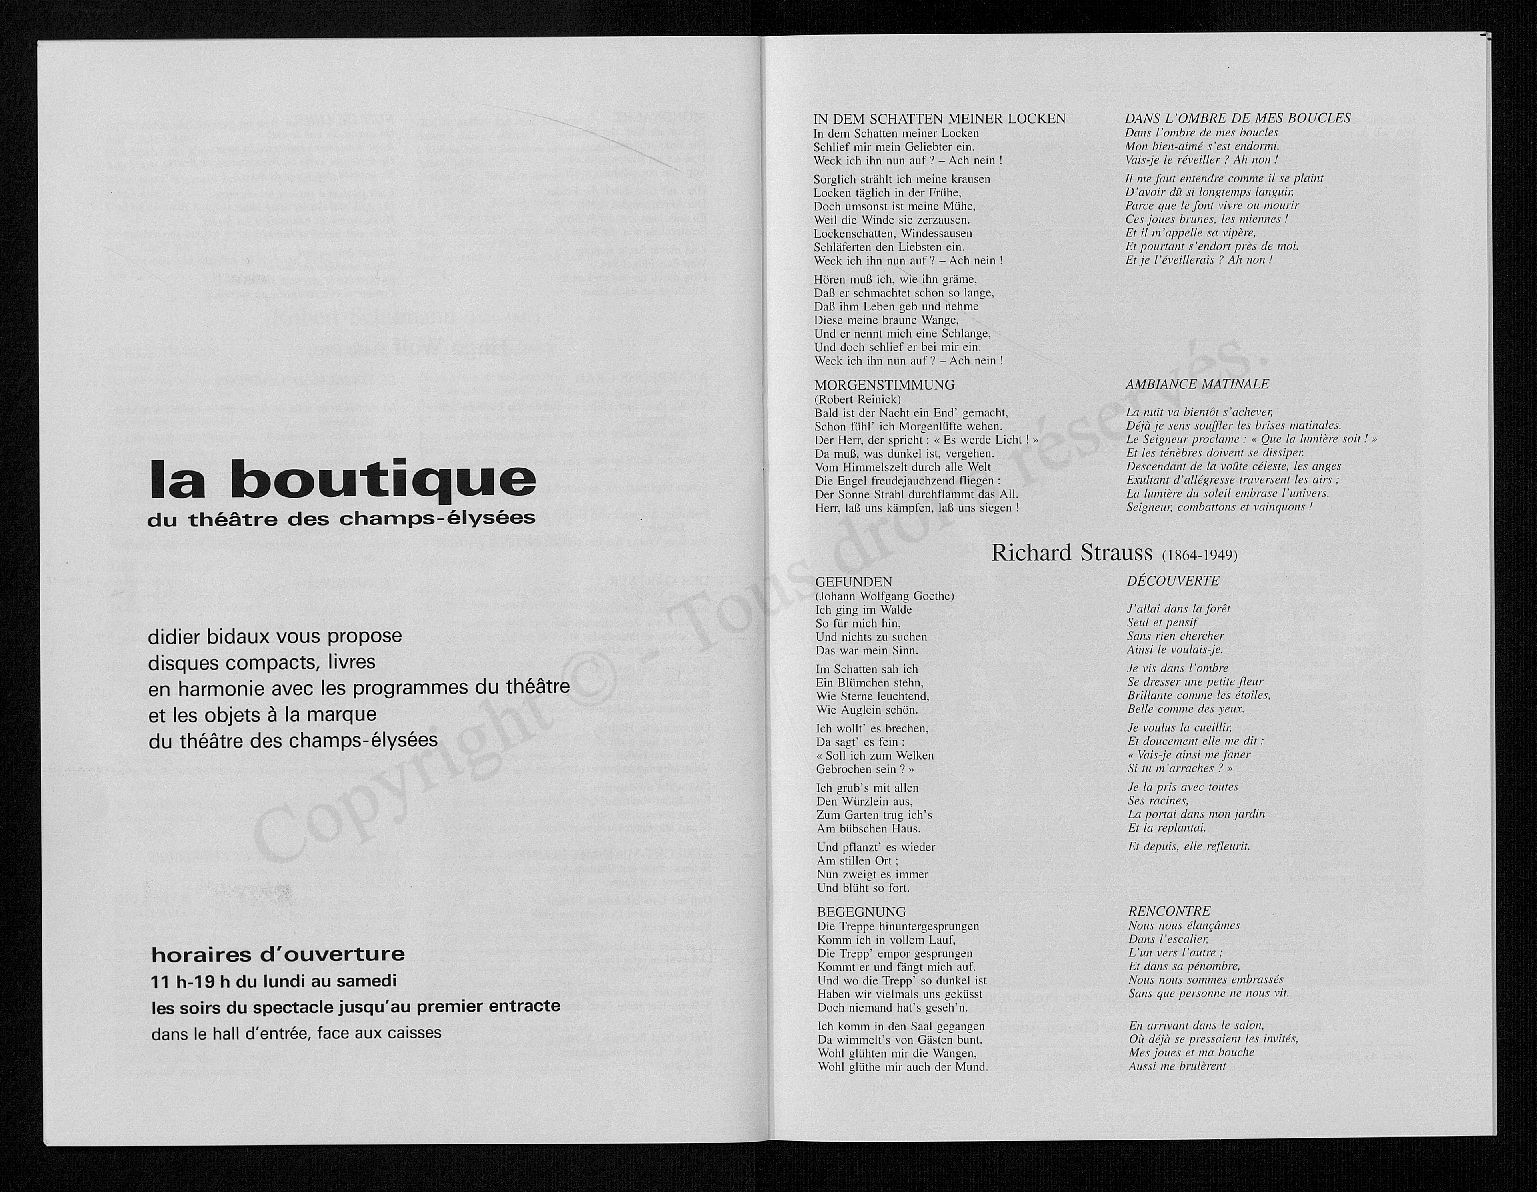 la boutique
du théâtre des champs-élysées
didier bidaux vous propose
disques compacts, livres
en harmonie avec les programmes du théâtre
et les objets à la marque
du théâtre des champs-élysées
horaires d'ouverture
11 h-19 h du lundi au samedi
les soirs du spectacle jusqu'au premier entracte
dans le hall d'entrée, face aux caisses
IN DEM SCHATTEN MEINER LOCKEN
In dem Schatten meiner Locken
Schlief mir mein Geliebter ein.
Weck ich ihn nun auf ? – Ach nein !
Sorglich strählt ich meine krausen
Locken täglich in der Frühe,
Doch umsonst ist meine Mühe,
Weil die Winde sie zerzausen.
Lockenschatten, Windessausen
Schläferten den Liebsten ein.
Weck ich ihn nun auf ? – Ach nein !
Hören muß ich, wie ihn gräme,
Daß er schmachtet schon so lange,
Daß ihm Leben geb und nehme
Diese meine braune Wange,
Und er nennt mich eine Schlange,
Und doch schlief er bei mir ein.
Weck ich ihn nun auf ? – Ach nein !
DANS L'OMBRE DE MES BOUCLES
Dans l'ombre de mes boucles
Mon bien-aimé s'est endormi.
Vais-je le réveiller ? Ah non !
Il me faut entendre comme il se plaint
D'avoir dû si longtemps languir,
Parce que le font vivre ou mourir
Ces joues brunes, les miennes !
Et il m'appelle sa vipère,
Et pourtant s'endort près de moi.
Et je l'éveillerais ? Ah non !
MORGENSTIMMUNG
(Robert Reinick)
Bald ist der Nacht ein End' gemacht,
Schon fühl' ich Morgenlüfte wehen.
Der Herr, der spricht : « Es werde Licht ! »
Da muß, was dunkel ist, vergehen.
Vom Himmelszelt durch alle Welt
Die Engel freudejauchzend fliegen :
Der Sonne Strahl durchflammt das All.
Herr, laß uns kämpfen, laß uns siegen !
AMBIANCE MATINALE
La nuit va bientôt s'achever,
Déjà je sens souffler les brises matinales.
Le Seigneur proclame : « Que la lumière soit ! »
Et les ténèbres doivent se dissiper.
Descendant de la voûte céleste, les anges
Exultant d'allégresse traversent les airs ;
La lumière du soleil embrase l'univers.
Seigneur, combattons et vainquons !
Richard Strauss (1864-1949)
GEFUNDEN
(Johann Wolfgang Goethe)
Ich ging im Walde
So für mich hin,
Und nichts zu suchen
Das war mein Sinn.
Im Schatten sah ich
Ein Blümchen stehn,
Wie Sterne leuchtend,
Wie Äuglein schön.
Ich wollt' es brechen,
Da sagt' es fein :
« Soll ich zum Welken
Gebrochen sein ? »
Ich grub's mit allen
Den Würzlein aus,
Zum Garten trug ich's
Am hübschen Haus.
Und pflanzt' es wieder
Am stillen Ort ;
Nun zweigt es immer
Und blüht so fort.
DÉCOUVERTE
J'allai dans la forêt
Seul et pensif
Sans rien chercher
Ainsi le voulais-je.
Je vis dans l'ombre
Se dresser une petite fleur
Brillante comme les étoiles,
Belle comme des yeux.
Je voulus la cueillir,
Et doucement elle me dit :
« Vais-je ainsi me faner
Si tu m'arraches ? »
Je la pris avec toutes
Ses racines,
La portai dans mon jardin
Et la replantai.
Et depuis, elle refleurit.
BEGEGNUNG
Die Treppe hinuntergesprungen
Komm ich in vollem Lauf,
Die Trepp' empor gesprungen
Kommt er und fängt mich auf.
Und wo die Trepp' so dunkel ist
Haben wir vielmals uns geküsst
Doch niemand hat's geseh'n.
Ich komm in den Saal gegangen
Da wimmelt's von Gästen bunt.
Wohl glühten mir die Wangen,
Wohl glüthe mir auch der Mund.
RENCONTRE
Nous nous élançâmes
Dans l'escalier,
L'un vers l'autre ;
Et dans sa pénombre,
Nous nous sommes embrassés
Sans que personne ne nous vit.
En arrivant dans le salon,
Où déjà se pressaient les invités,
Mes joues et ma bouche
Aussi me brulèrent
Copyright © - Tous droits réservés.